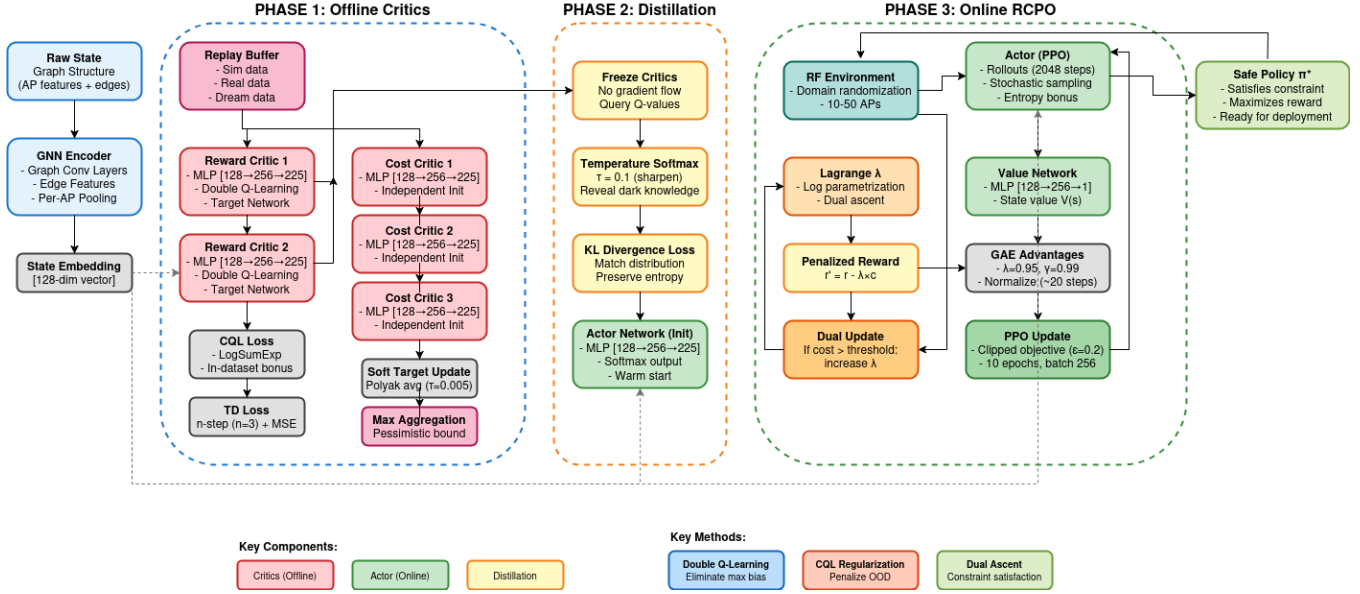 PHASE 1: Offline Critics
PHASE 2: Distillation
PHASE 3: Online RCPO
Raw State
Graph Structure
(AP features + edges)
GNN Encoder
- Graph Conv Layers
- Edge Features
- Per-AP Pooling
State Embedding
[128-dim vector]
Replay Buffer
- Sim data
- Real data
- Dream data
Reward Critic 1
- MLP [128→256→225]
- Double Q-Learning
- Target Network
Reward Critic 2
- MLP [128→256→225]
- Double Q-Learning
- Target Network
CQL Loss
- LogSumExp
- In-dataset bonus
TD Loss
n-step (n=3) + MSE
Cost Critic 1
- MLP [128→256→225]
- Independent Init
Cost Critic 2
- MLP [128→256→225]
- Independent Init
Cost Critic 3
- MLP [128→256→225]
- Independent Init
Soft Target Update
Polyak avg (τ=0.005)
Max Aggregation
Pessimistic bound
Freeze Critics
No gradient flow
Query Q-values
Temperature Softmax
τ = 0.1 (sharpen)
Reveal dark knowledge
KL Divergence Loss
Match distribution
Preserve entropy
Actor Network (Init)
- MLP [128→256→225]
- Softmax output
- Warm start
RF Environment
- Domain randomization
- 10-50 APs
Lagrange λ
- Log parametrization
- Dual ascent
Penalized Reward
r' = r - λ×c
Dual Update
If cost > threshold:
increase λ
Actor (PPO)
- Rollouts (2048 steps)
- Stochastic sampling
- Entropy bonus
Value Network
- MLP [128→256→1]
- State value V(s)
GAE Advantages
- λ=0.95, γ=0.99
- Normalize (~20 steps)
PPO Update
- Clipped objective (ε=0.2)
- 10 epochs, batch 256
Safe Policy π*
- Satisfies constraint
- Maximizes reward
- Ready for deployment
Key Components:
Critics (Offline)
Actor (Online)
Distillation
Key Methods:
Double Q-Learning
Eliminate max bias
CQL Regularization
Penalize OOD
Dual Ascent
Constraint satisfaction